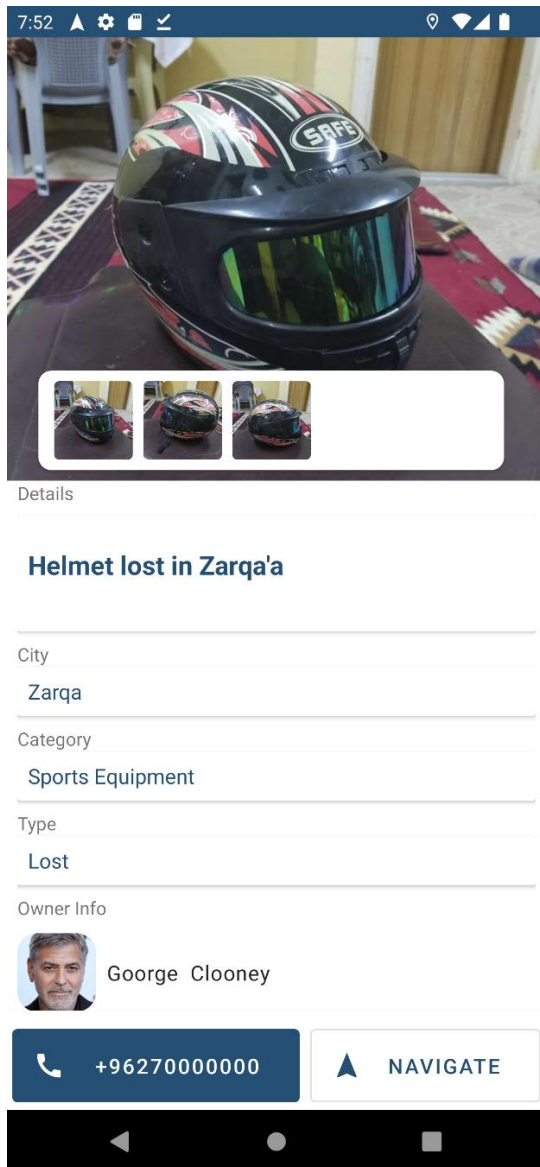 7:52
SAFE
Details
Helmet lost in Zarqa'a
City
Zarqa
Category
Sports Equipment
Type
Lost
Owner Info
Goorge Clooney
+96270000000
NAVIGATE